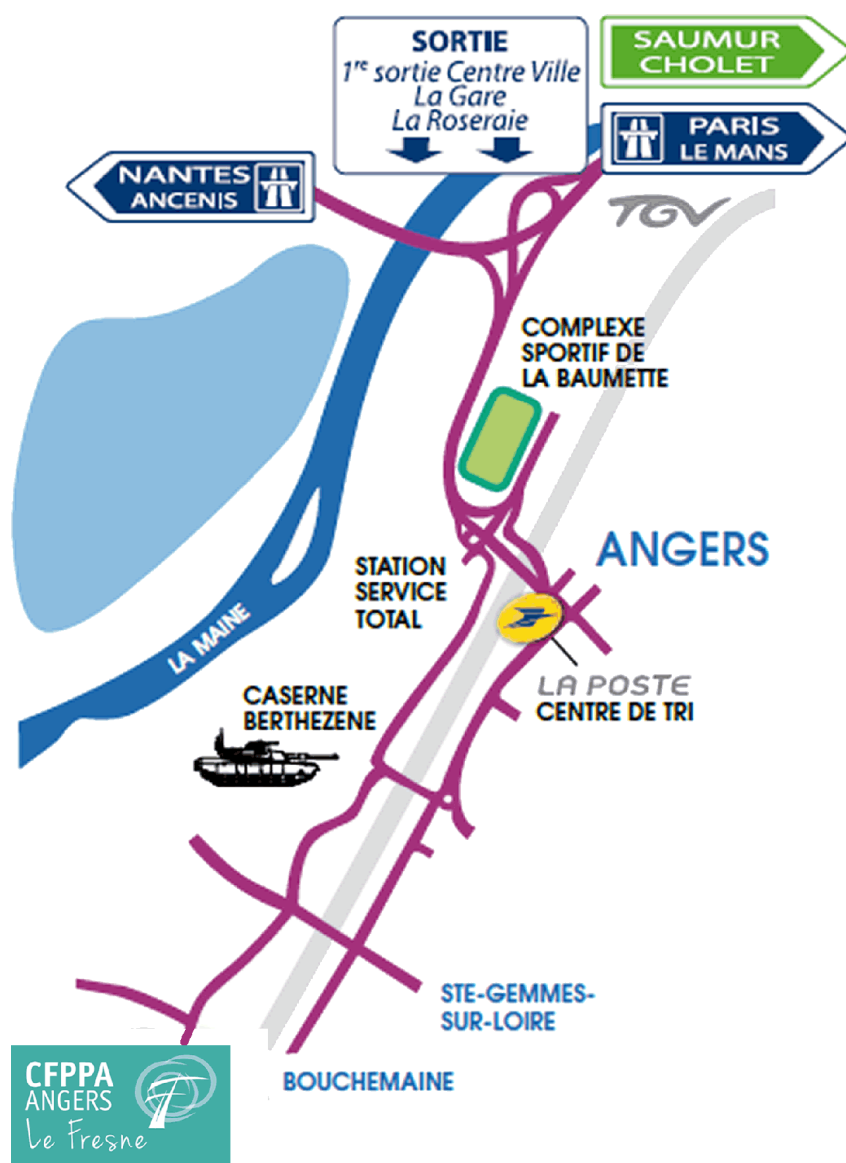 SORTIE
1re sortie Centre Ville
La Gare
La Roseraie
SAUMUR
CHOLET
PARIS
LE MANS
NANTES
ANCENIS
TGV
COMPLEXE
SPORTIF DE
LA BAUMETTE
ANGERS
STATION
SERVICE
TOTAL
LA MAINE
LA POSTE
CENTRE DE TRI
CASERNE
BERTHEZENE
STE-GEMMES-
SUR-LOIRE
BOUCHEMAINE
CFPPA
ANGERS
Le Fresne